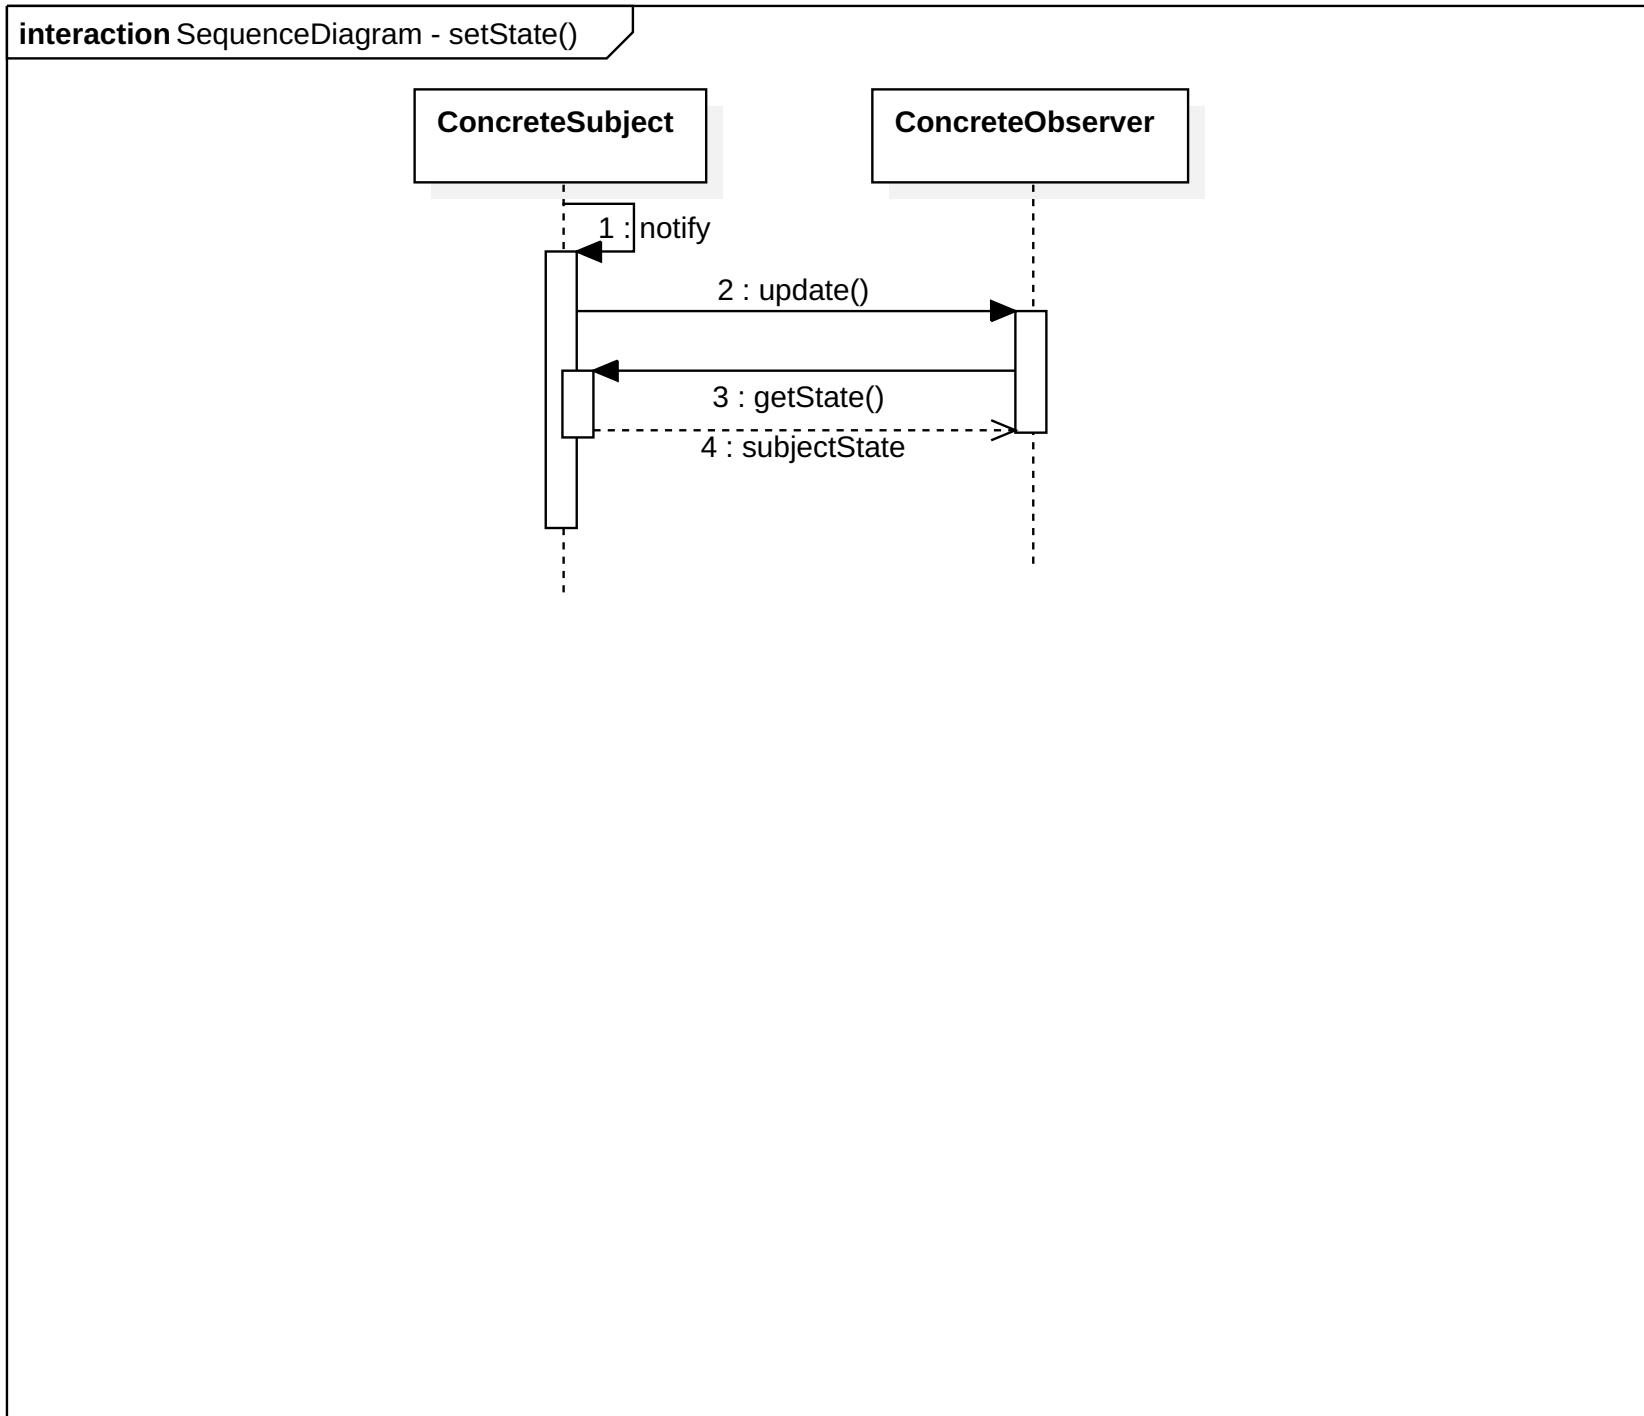 interaction SequenceDiagram - setState()
ConcreteSubject
ConcreteObserver
1 : notify
2 : update()
3 : getState()
4 : subjectState